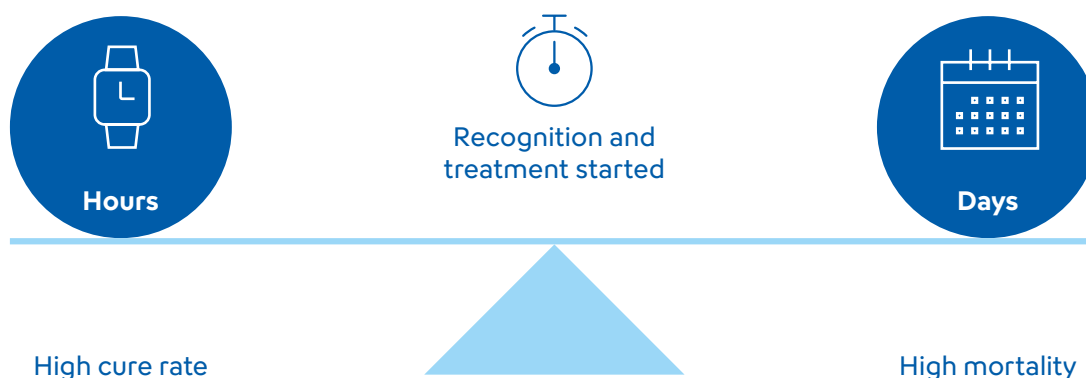 Recognition and
treatment started
Hours
Days
High cure rate
High mortality